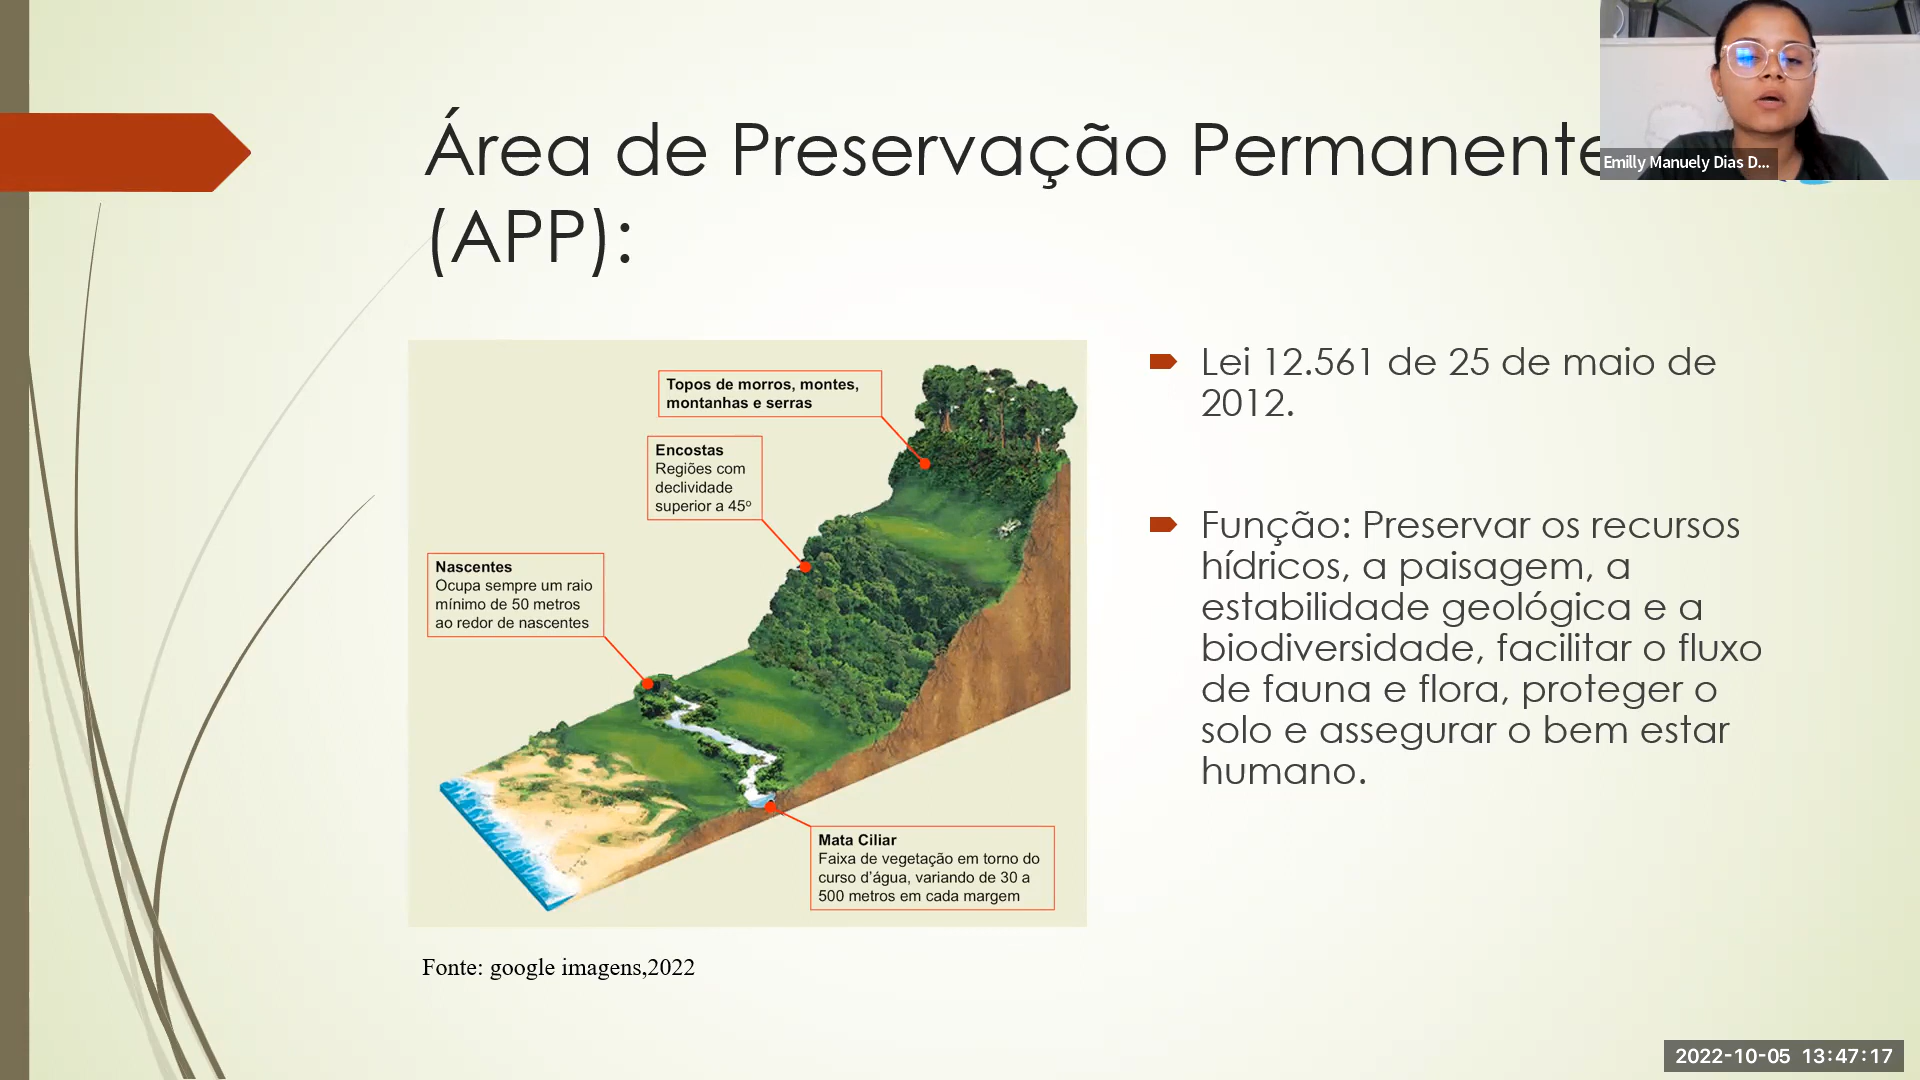 Área de Preservação Permanente
(APP):
Emilly Manuely Dias D...
Topos de morros, montes,
montanhas e serras
Encostas
Regiões com
declividade
superior a 45º
Nascentes
Ocupa sempre um raio
mínimo de 50 metros
ao redor de nascentes
Mata Ciliar
Faixa de vegetação em torno do
curso d'água, variando de 30 a
500 metros em cada margem
Fonte: google imagens,2022
Lei 12.561 de 25 de maio de
2012.
Função: Preservar os recursos
hídricos, a paisagem, a
estabilidade geológica e a
biodiversidade, facilitar o fluxo
de fauna e flora, proteger o
solo e assegurar o bem estar
humano.
2022-10-05 13:47:17